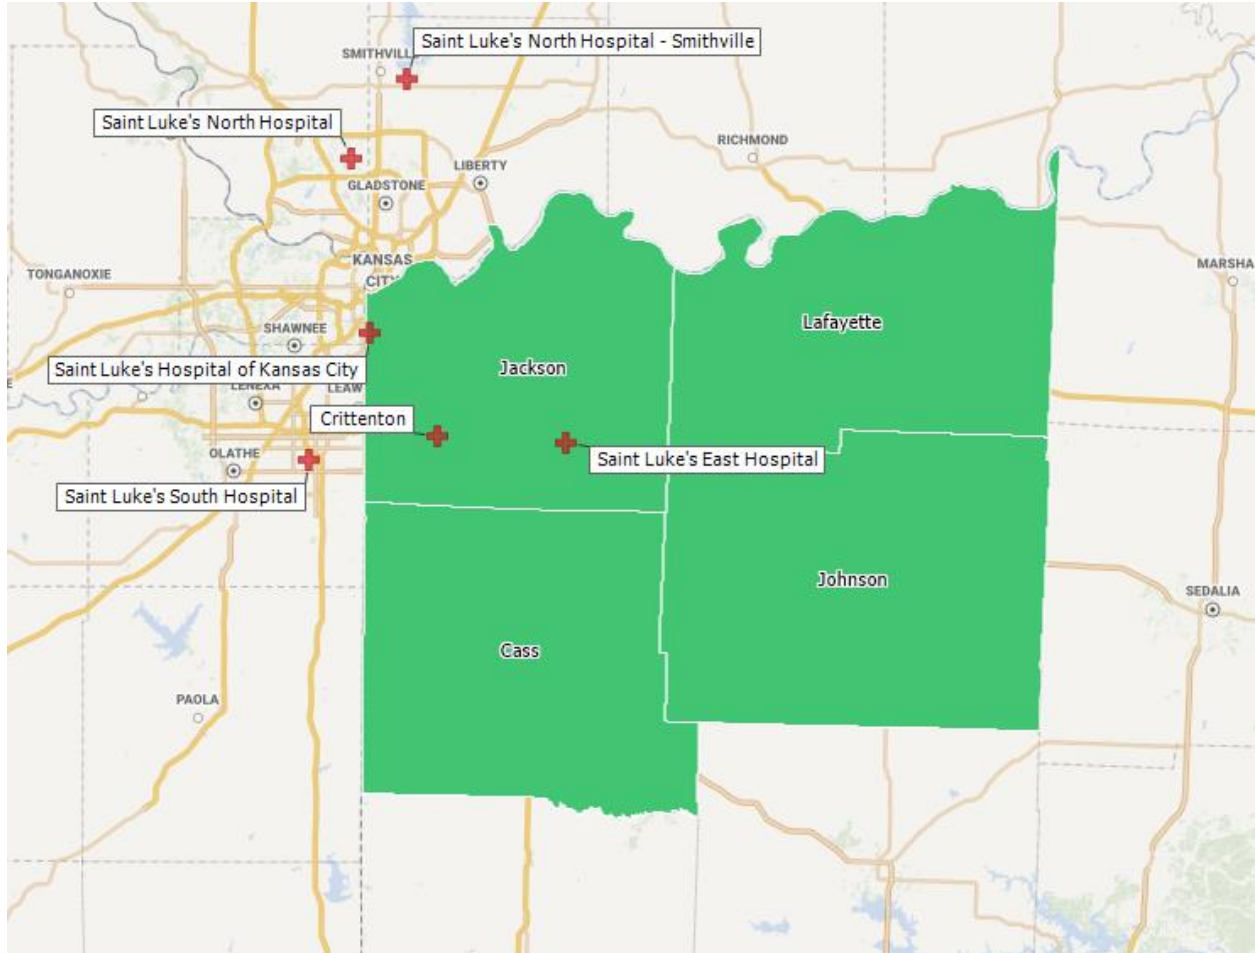 Saint Luke's North Hospital - Smithville
SMITHVILL
Saint Luke's North Hospital
RICHMOND
LIBERTY
GLADSTONE
KANSAS
CITY
TONGANOXIE
MARSHA
SHAWNEE
Lafayette
Saint Luke's Hospital of Kansas City
Jackson
LENEXA
LEAW
Crittenton
OLATHE
Saint Luke's East Hospital
Saint Luke's South Hospital
Johnson
SEDALIA
Cass
PAOLA